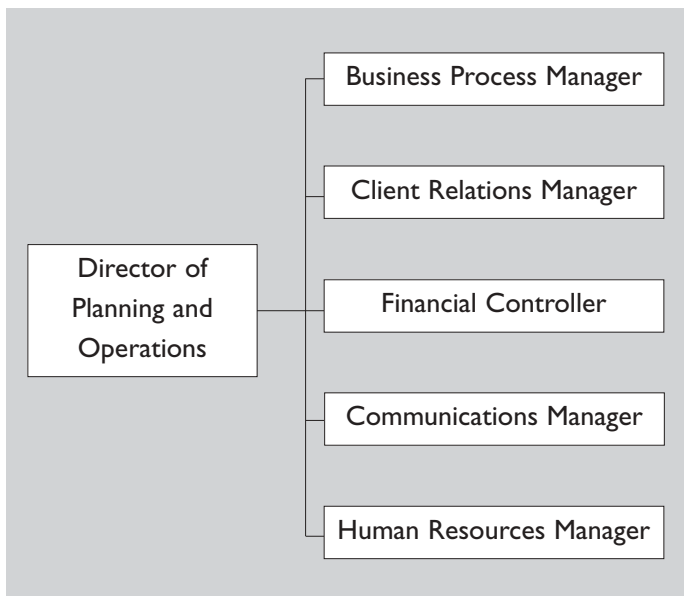 Business Process Manager
Client Relations Manager
Director of
Planning and
Operations
Financial Controller
Communications Manager
Human Resources Manager